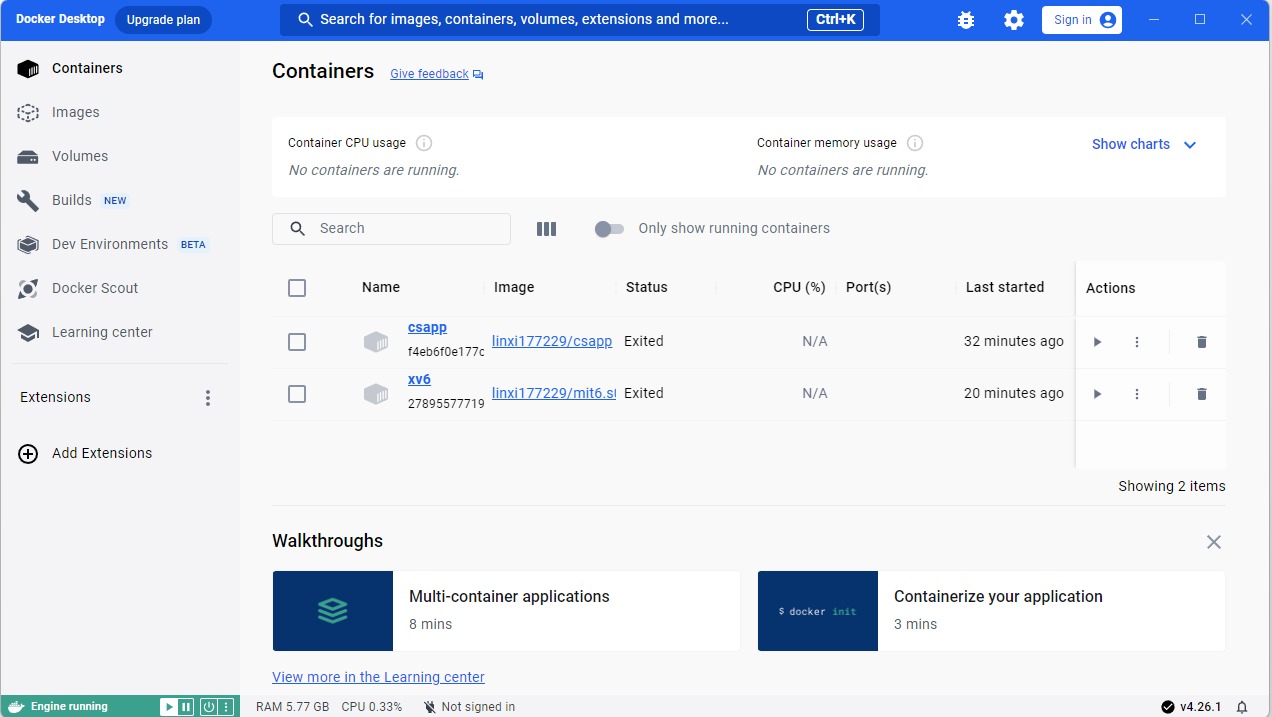 Docker Desktop Upgrade plan Search for images, containers, volumes, extensions and more... Ctrl+K Sign in
Containers
Images
Volumes
Builds NEW
Dev Environments BETA
Docker Scout
Learning center
Extensions
Add Extensions
Containers Give feedback
Container CPU usage
No containers are running.
Container memory usage
No containers are running.
Show charts
Search
Only show running containers
Name Image Status CPU (%) Port(s) Last started Actions
csapp
f4eb6f0e177c
linxi177229/csapp Exited N/A 32 minutes ago
xv6
27895577719
linxi177229/mit6.s Exited N/A 20 minutes ago
Showing 2 items
Walkthroughs
Multi-container applications
8 mins
$ docker init
Containerize your application
3 mins
View more in the Learning center
Engine running RAM 5.77 GB CPU 0.33% Not signed in v4.26.1